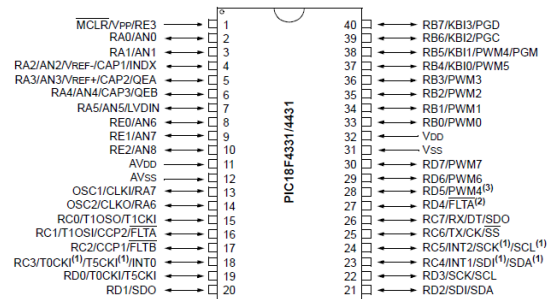 MCLR/VPP/RE3 1
RA0/AN0 2
RA1/AN1 3
RA2/AN2/VREF-/CAP1/INDX 4
RA3/AN3/VREF+/CAP2/QEA 5
RA4/AN4/CAP3/QEB 6
RA5/AN5/LVDIN 7
RE0/AN6 8
RE1/AN7 9
RE2/AN8 10
AVDD 11
AVSS 12
OSC1/CLKI/RA7 13
OSC2/CLKO/RA6 14
RC0/T1OSO/T1CKI 15
RC1/T1OSI/CCP2/FLTA 16
RC2/CCP1/FLTB 17
RC3/T0CKI(1)/T5CKI(1)/INT0 18
RD0/T0CKI/T5CKI 19
RD1/SDO 20
PIC18F4331/4431
40 RB7/KBI3/PGD
39 RB6/KBI2/PGC
38 RB5/KBI1/PWM4/PGM
37 RB4/KBI0/PWM5
36 RB3/PWM3
35 RB2/PWM2
34 RB1/PWM1
33 RB0/PWM0
32 VDD
31 VSS
30 RD7/PWM7
29 RD6/PWM6
28 RD5/PWM4(3)
27 RD4/FLTA(2)
26 RC7/RX/DT/SDO
25 RC6/TX/CK/SS
24 RC5/INT2/SCK(1)/SCL(1)
23 RC4/INT1/SDI(1)/SDA(1)
22 RD3/SCK/SCL
21 RD2/SDI/SDA